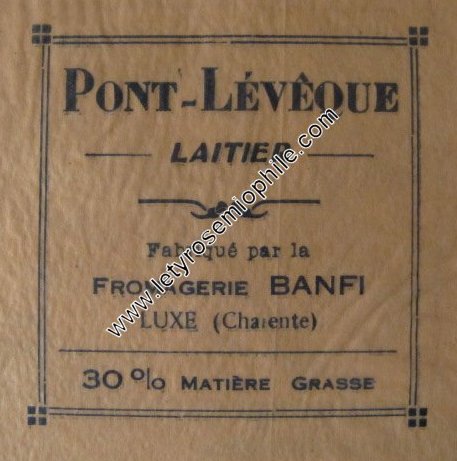 PONT-LÉVÊQUE
LAITIER
Fabriqué par la
FROMAGERIE BANFI
LUXE (Charente)
30 % MATIÈRE GRASSE
www.letyrosemiophile.com